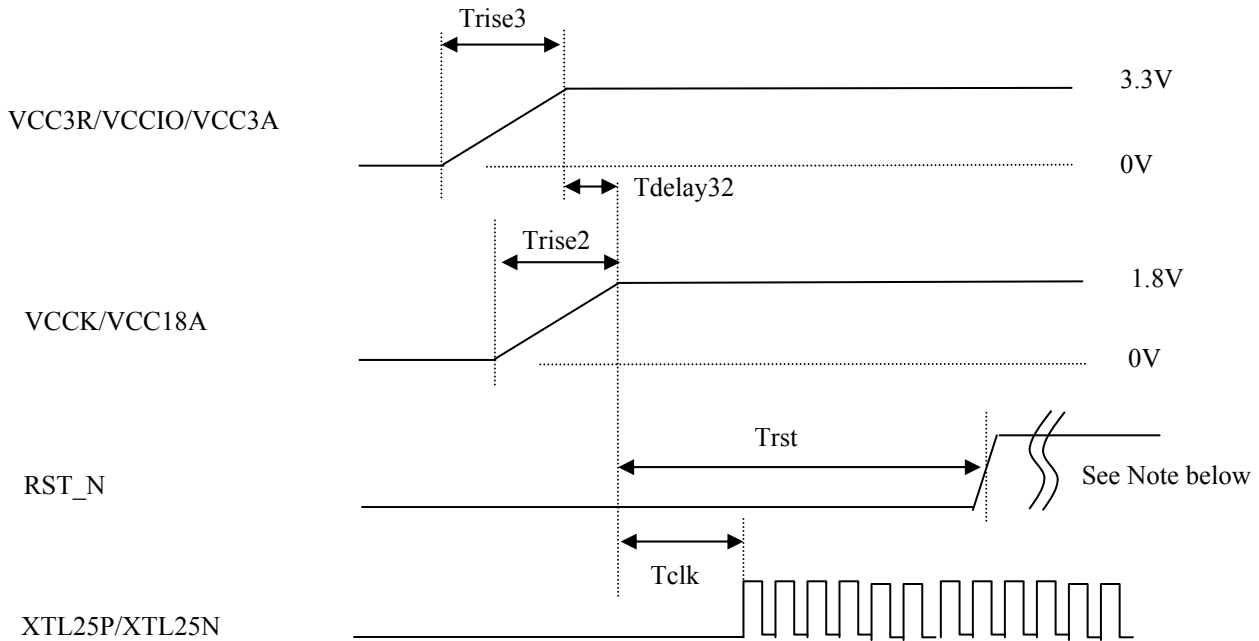 Trise3
3.3V
VCC3R/VCCIO/VCC3A
0V
Tdelay32
Trise2
1.8V
VCCK/VCC18A
0V
Trst
See Note below
RST_N
Tclk
XTL25P/XTL25N